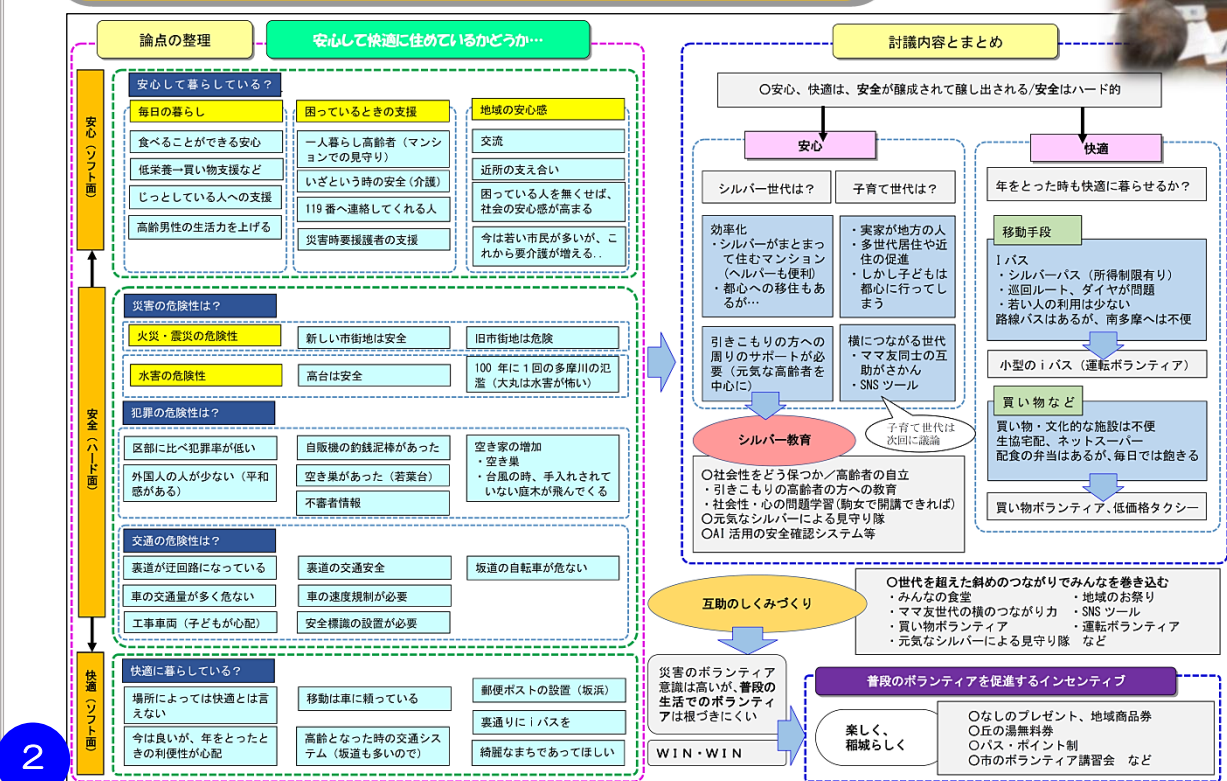 論点の整理
安心して快適に住めているかどうか…
安心(ソフト面)
安心して暮らしている？
毎日の暮らし
食べることができる安心
低栄養→買い物支援など
じっとしている人への支援
高齢男性の生活力を上げる
困っているときの支援
一人暮らし高齢者（マンシ
ョンでの見守り）
いざという時の安全(介護)
119番へ連絡してくれる人
災害時要援護者の支援
地域の安心感
交流
近所の支え合い
困っている人を無くせば、
社会の安心感が高まる
今は若い市民が多いが、こ
れから要介護が増える..
安全(ハード面)
災害の危険性は？
火災・震災の危険性
新しい市街地は安全
旧市街地は危険
水害の危険性
高台は安全
100 年に１回の多摩川の氾
濫（大丸は水害が怖い）
犯罪の危険性は？
区部に比べ犯罪率が低い
外国人の人が少ない（平和
感がある）
自販機の釣銭泥棒があった
空き巣があった（若葉台）
不審者情報
空き家の増加
・空き巣
・台風の時、手入れされて
いない庭木が飛んでくる
交通の危険性は？
裏道が迂回路になっている
車の交通量が多く危ない
工事車両（子どもが心配）
裏道の交通安全
車の速度規制が必要
安全標識の設置が必要
坂道の自転車が危ない
快適(ソフト面)
快適に暮らしている？
場所によっては快適とは言
えない
今は良いが、年をとったと
きの利便性が心配
移動は車に頼っている
高齢となった時の交通シス
テム（坂道も多いので）
郵便ポストの設置（坂浜）
裏通りにｉバスを
綺麗なまちであってほしい
2
討議内容とまとめ
〇安心、快適は、安全が醸成されて醸し出される/安全はハード的
安心
シルバー世代は？
効率化
・シルバーがまとまっ
て住むマンション
（ヘルパーも便利）
・都心への移住もあ
るが…
引きこもりの方への
周りのサポートが必
要（元気な高齢者を
中心に）
子育て世代は？
・実家が地方の人
・多世代居住や近
住の促進
・しかし子どもは
都心に行ってし
まう
横につながる世代
・ママ友同士の互
助がさかん
・SNS ツール
子育て世代は
次回に議論
シルバー教育
〇社会性をどう保つか／高齢者の自立
・引きこもりの高齢者の方への教育
・社会性・心の問題学習(駒女で開講できれば)
〇元気なシルバーによる見守り隊
〇AI 活用の安全確認システム等
快適
年をとった時も快適に暮らせるか？
移動手段
Ｉバス
・シルバーパス（所得制限有り）
・巡回ルート、ダイヤが問題
・若い人の利用は少ない
路線バスはあるが、南多摩へは不便
小型のｉバス（運転ボランティア）
買い物など
買い物・文化的な施設は不便
生協宅配、ネットスーパー
配食の弁当はあるが、毎日では飽きる
買い物ボランティア、低価格タクシー
互助のしくみづくり
〇世代を超えた斜めのつながりでみんなを巻き込む
・みんなの食堂　・地域のお祭り
・ママ友世代の横のつながり力　・SNS ツール
・買い物ボランティア　・運転ボランティア
・元気なシルバーによる見守り隊　など
災害のボランティア
意識は高いが、普段の
生活でのボランティ
アは根づきにくい
ＷＩＮ・ＷＩＮ
普段のボランティアを促進するインセンティブ
楽しく、
稲城らしく
〇なしのプレゼント、地域商品券
〇丘の湯無料券
〇バス・ポイント制
〇市のボランティア講習会　など